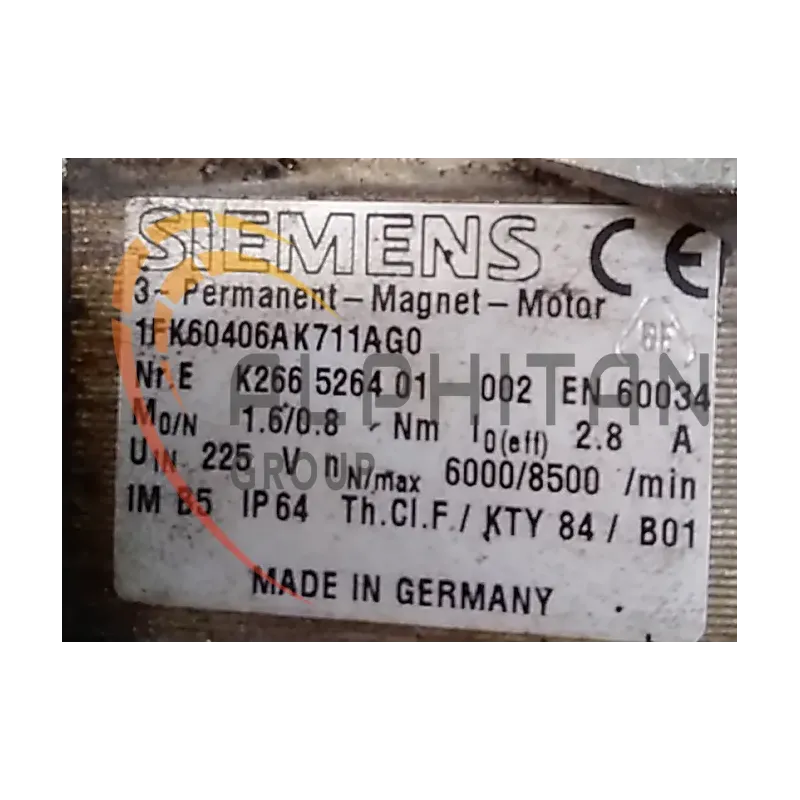 SIEMENS CE
3~ Permanent-Magnet-Motor
1FK60406AK711AG0
Nr.E K266 5264 01 002 EN 60034
ALPHITAN
M0/N 1.6/0.8 Nm I0(eff) 2.8 A
GROUP
UIN 225 V nN/max 6000/8500 /min
IM B5 IP64 Th.Cl.F/ KTY 84 / B01
MADE IN GERMANY